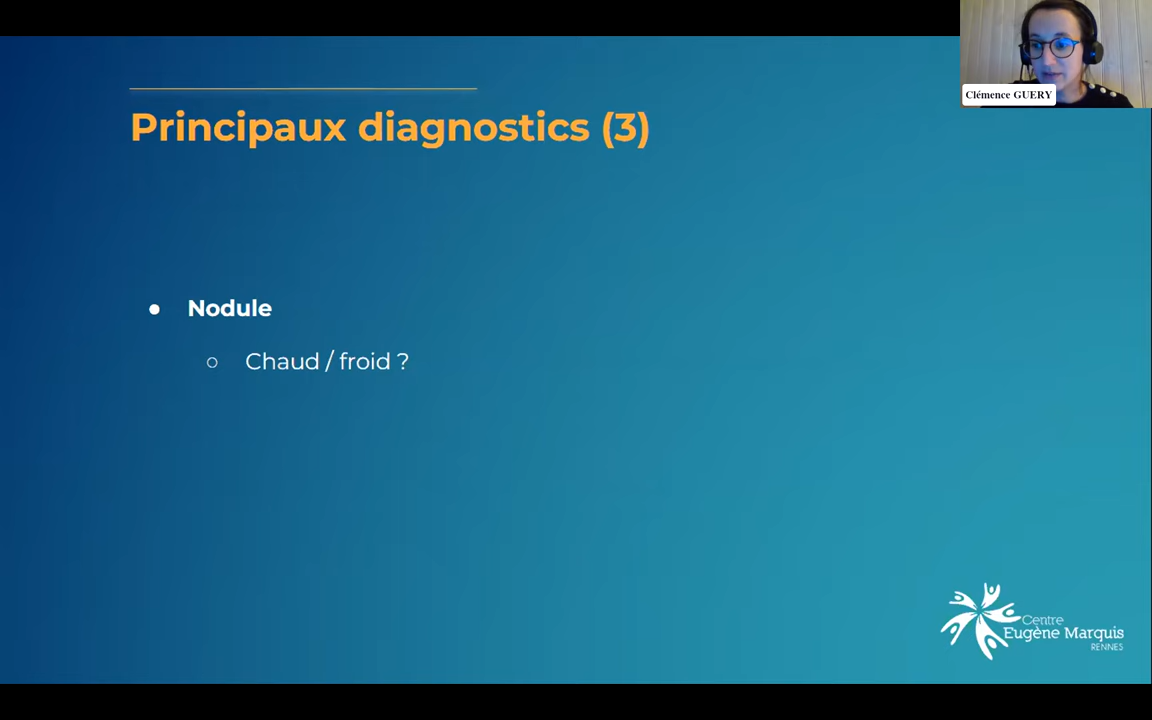 Clémence GUERY
Principaux diagnostics (3)
● Nodule
○ Chaud / froid ?
Centre
Eugène Marquis
RENNES